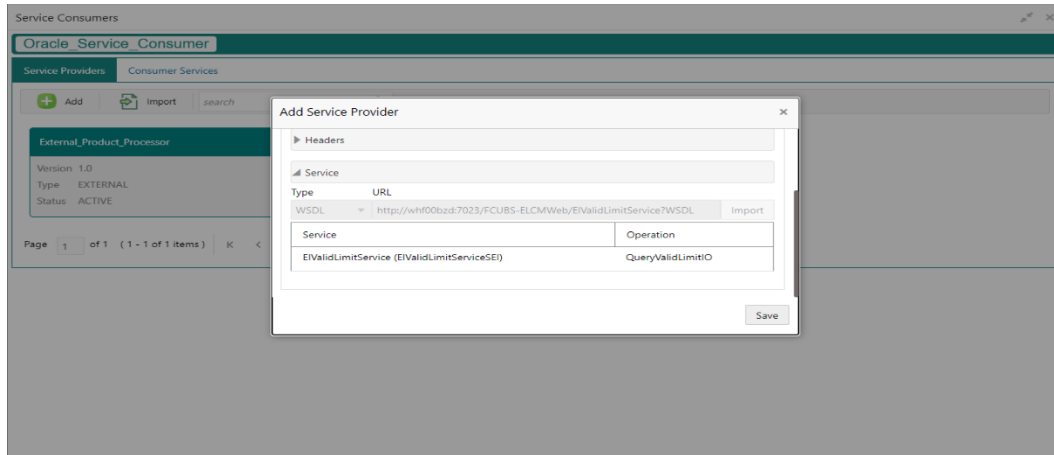 Service Consumers
Oracle_Service_Consumer
Service Providers Consumer Services
Add Import search
External_Product_Processor
Version 1.0
Type EXTERNAL
Status ACTIVE
Page 1 of 1 (1 - 1 of 1 items)
Add Service Provider
Headers
Service
Type URL
WSDL http://whf00bzd:7023/FCUBS-ELCMWeb/ElValidLimitService?WSDL Import
Service Operation
ElValidLimitService (ElValidLimitServiceSEI) QueryValidLimitIO
Save